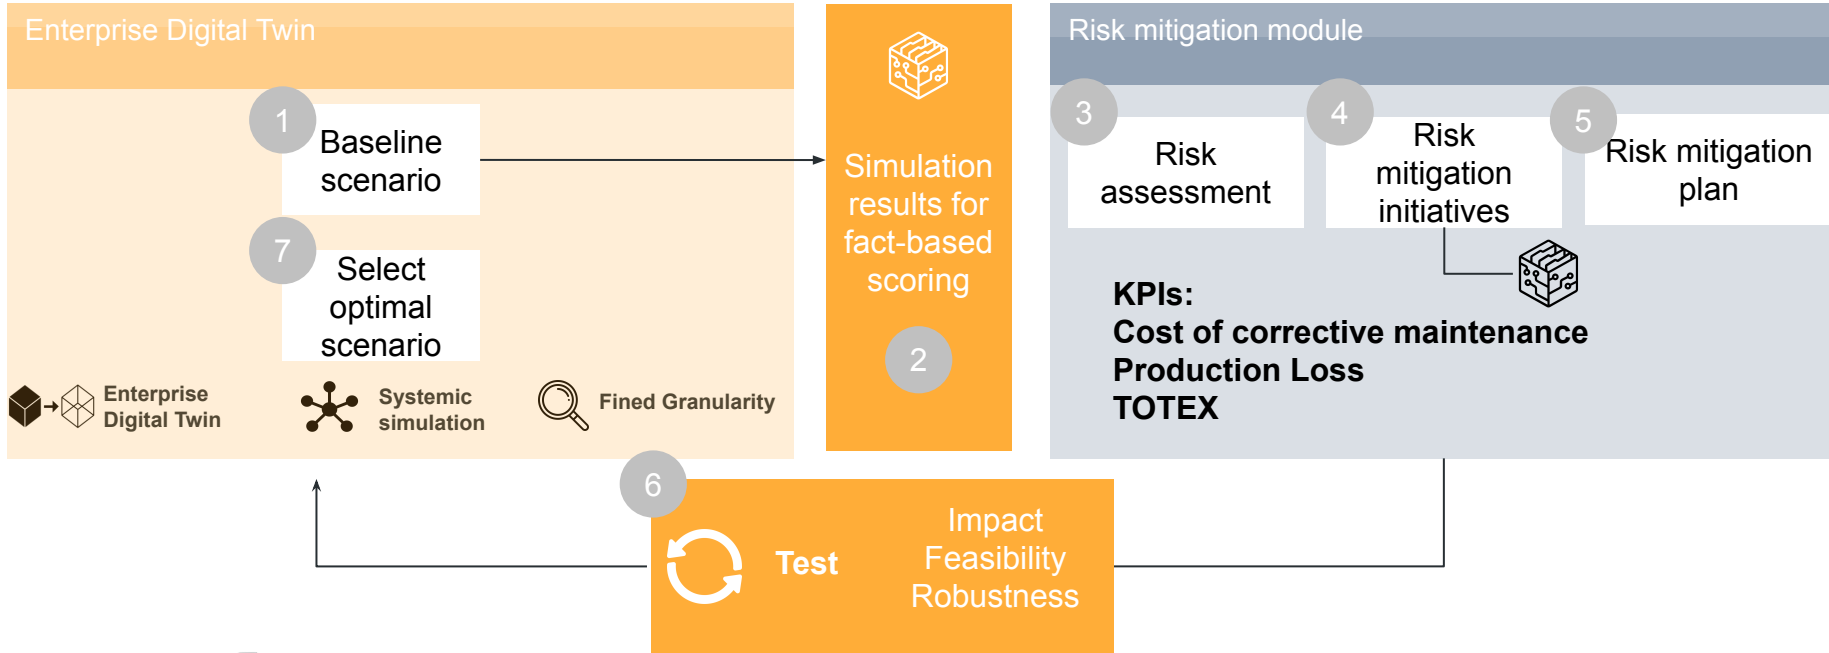 Enterprise Digital Twin
1
Baseline
scenario
7
Select
optimal
scenario
Enterprise
Digital Twin
Systemic
simulation
Fined Granularity
Simulation
results for
fact-based
scoring
2
Risk mitigation module
3
Risk
assessment
4
Risk
mitigation
initiatives
5
Risk mitigation
plan
KPIs:
Cost of corrective maintenance
Production Loss
TOTEX
6
Test
Impact
Feasibility
Robustness